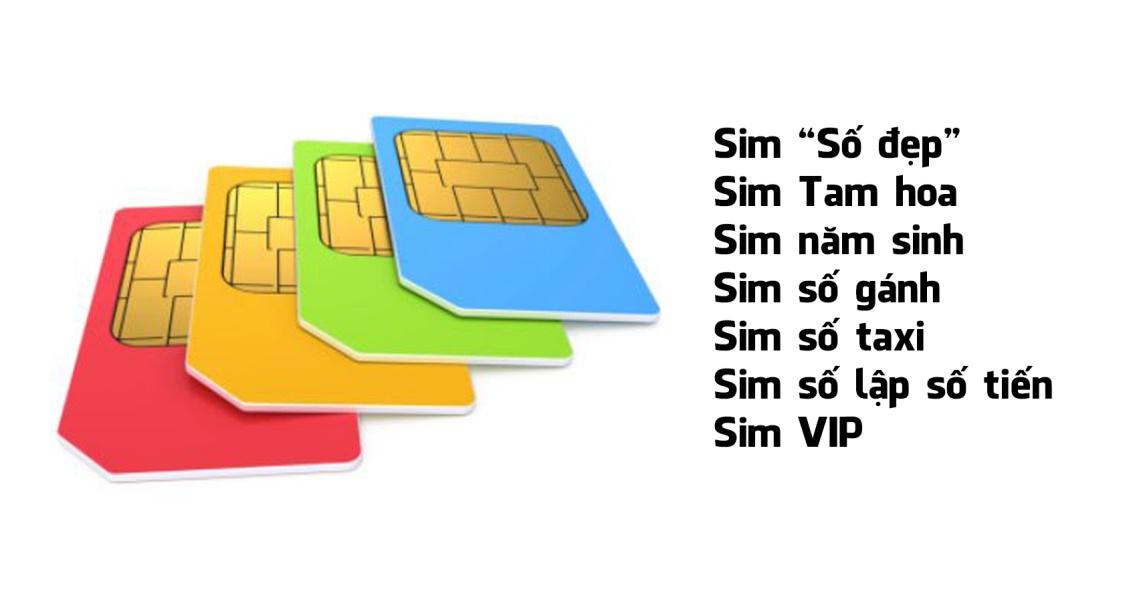 Sim “Số đẹp”
Sim Tam hoa
Sim năm sinh
Sim số gánh
Sim số taxi
Sim số lập số tiến
Sim VIP